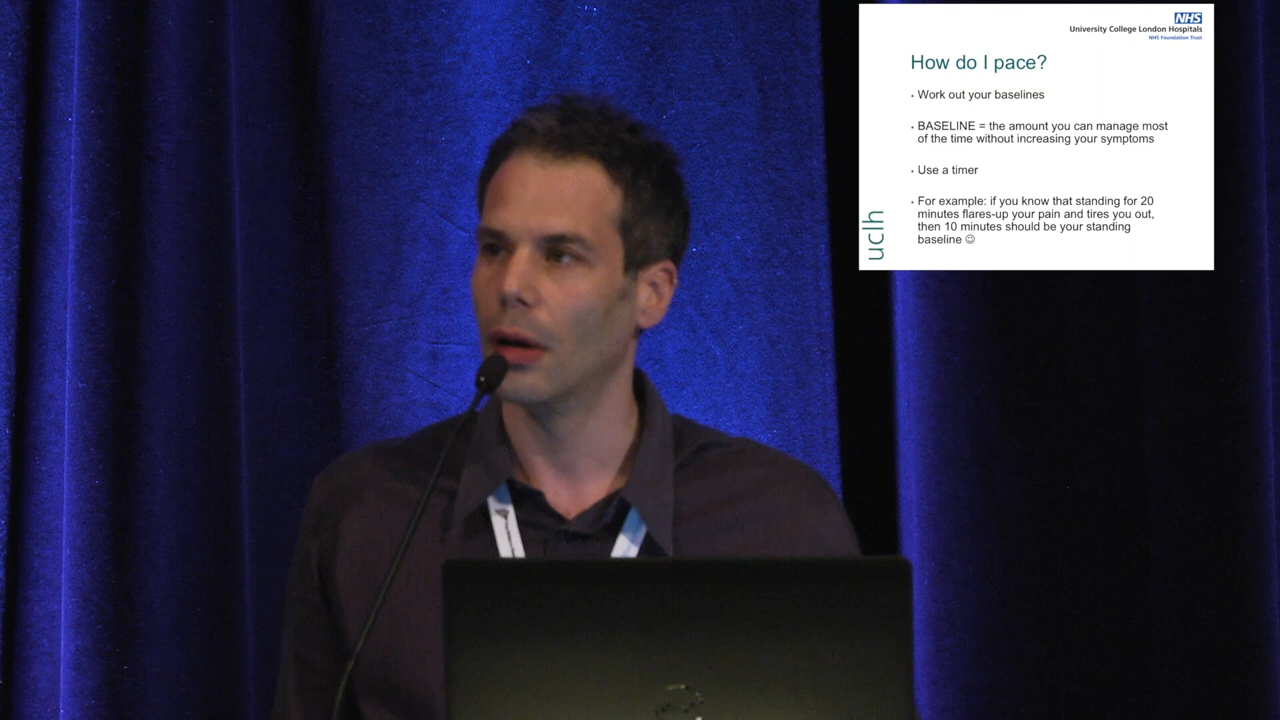 NHS
University College London Hospitals
NHS Foundation Trust
How do I pace?
• Work out your baselines
• BASELINE = the amount you can manage most
of the time without increasing your symptoms
• Use a timer
• For example: if you know that standing for 20
minutes flares-up your pain and tires you out,
then 10 minutes should be your standing
baseline ☺
uclh